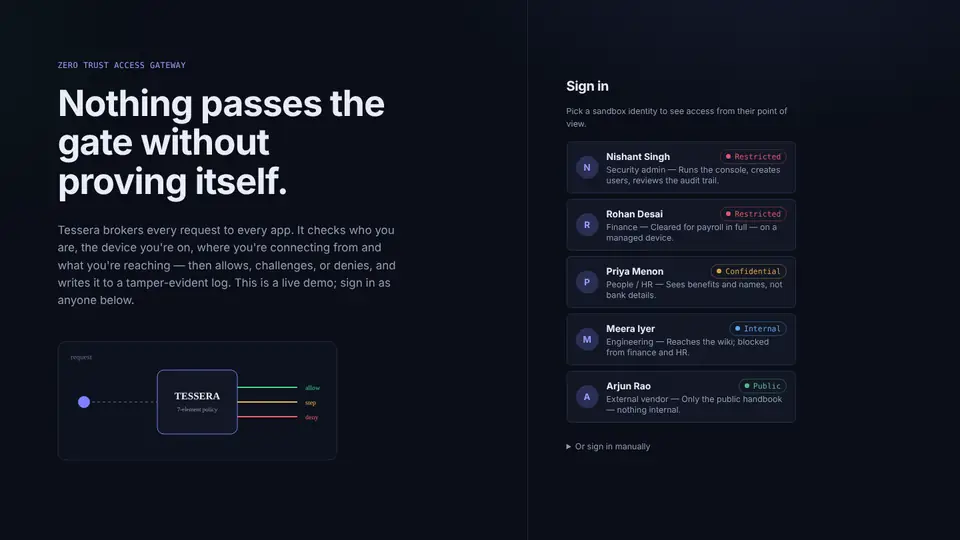 ZERO TRUST ACCESS GATEWAY
Nothing passes the
gate without
proving itself.
Tessera brokers every request to every app. It checks who you
are, the device you're on, where you're connecting from and
what you're reaching — then allows, challenges, or denies, and
writes it to a tamper-evident log. This is a live demo; sign in as
anyone below.
request
TESSERA
7-element policy
allow
step
deny
Sign in
Pick a sandbox identity to see access from their point of
view.
N
Nishant Singh
Restricted
Security admin — Runs the console, creates
users, reviews the audit trail.
R
Rohan Desai
Restricted
Finance — Cleared for payroll in full — on a
managed device.
P
Priya Menon
Confidential
People / HR — Sees benefits and names, not
bank details.
M
Meera Iyer
Internal
Engineering — Reaches the wiki; blocked
from finance and HR.
A
Arjun Rao
Public
External vendor — Only the public handbook
— nothing internal.
Or sign in manually